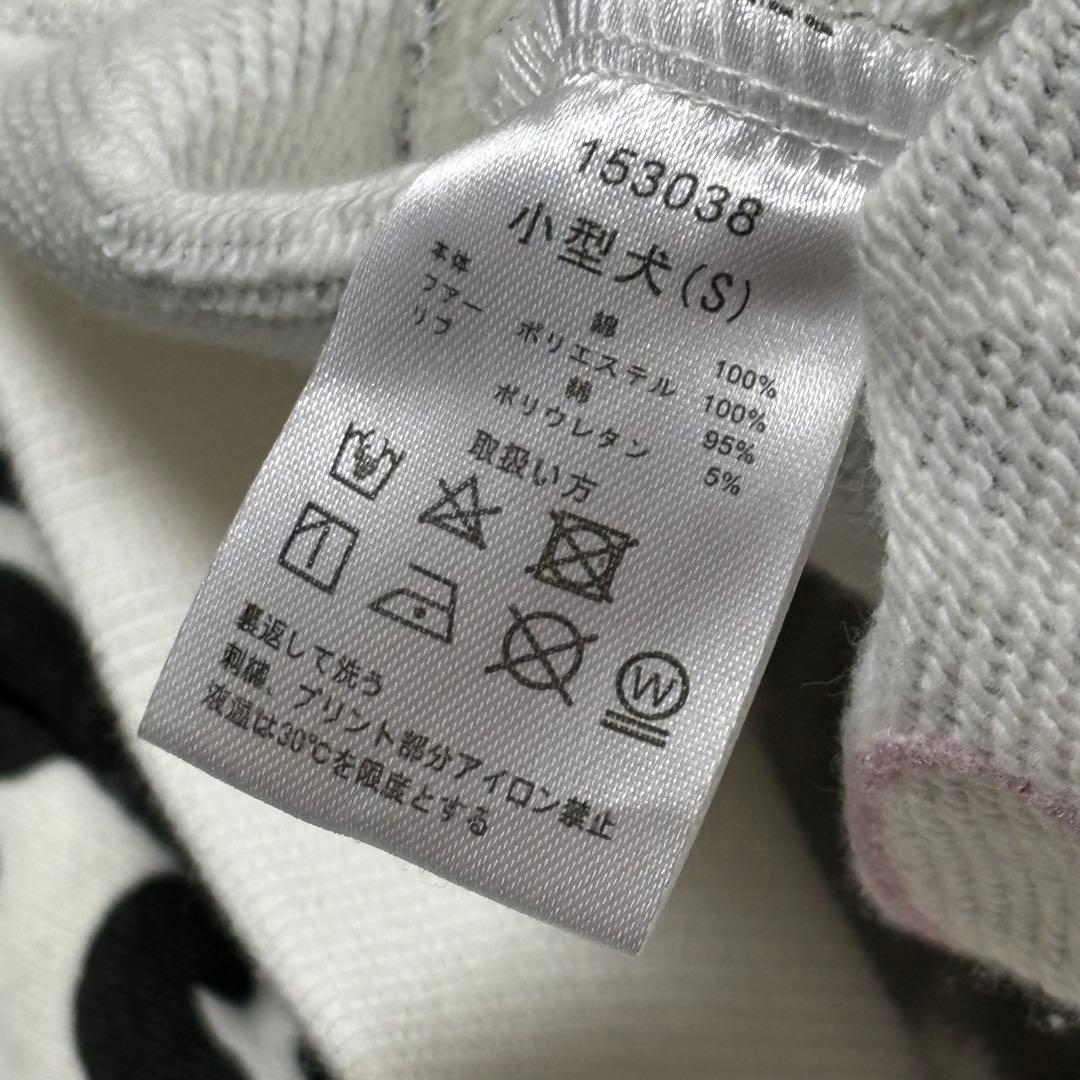 153038
小型犬(S)
本体 綿 100%
ファー ポリエステル 100%
リブ 綿 95%
ポリウレタン 5%
取扱い方
W
裏返して洗う
刺繍、プリント部分アイロン禁止
液温は30℃を限度とする